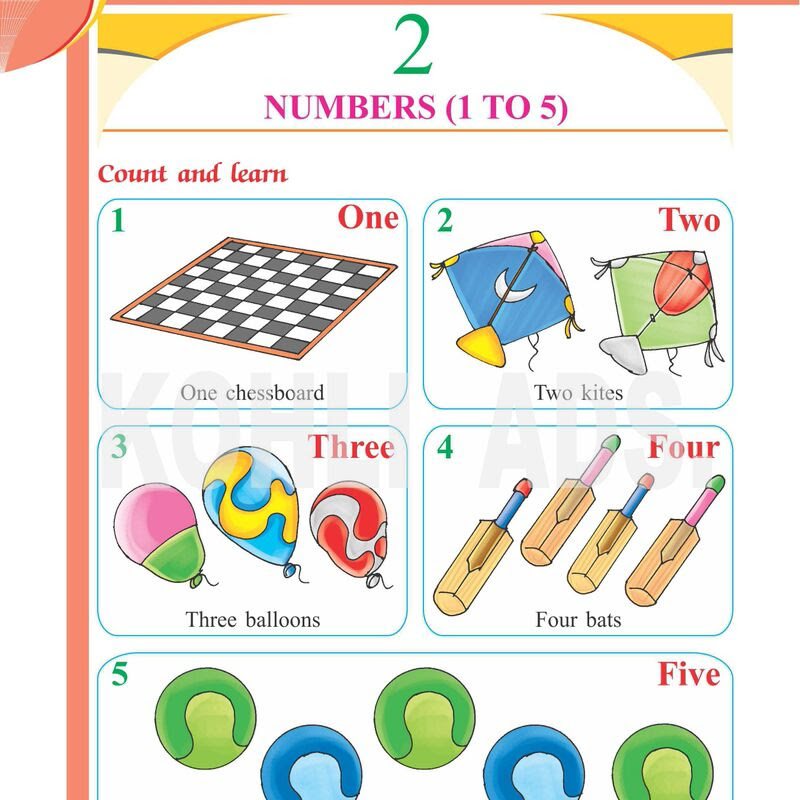 2
NUMBERS (1 TO 5)
Count and learn
1 One
One chessboard
2 Two
Two kites
KOHLI ADS.
3 Three
Three balloons
4 Four
Four bats
5 Five